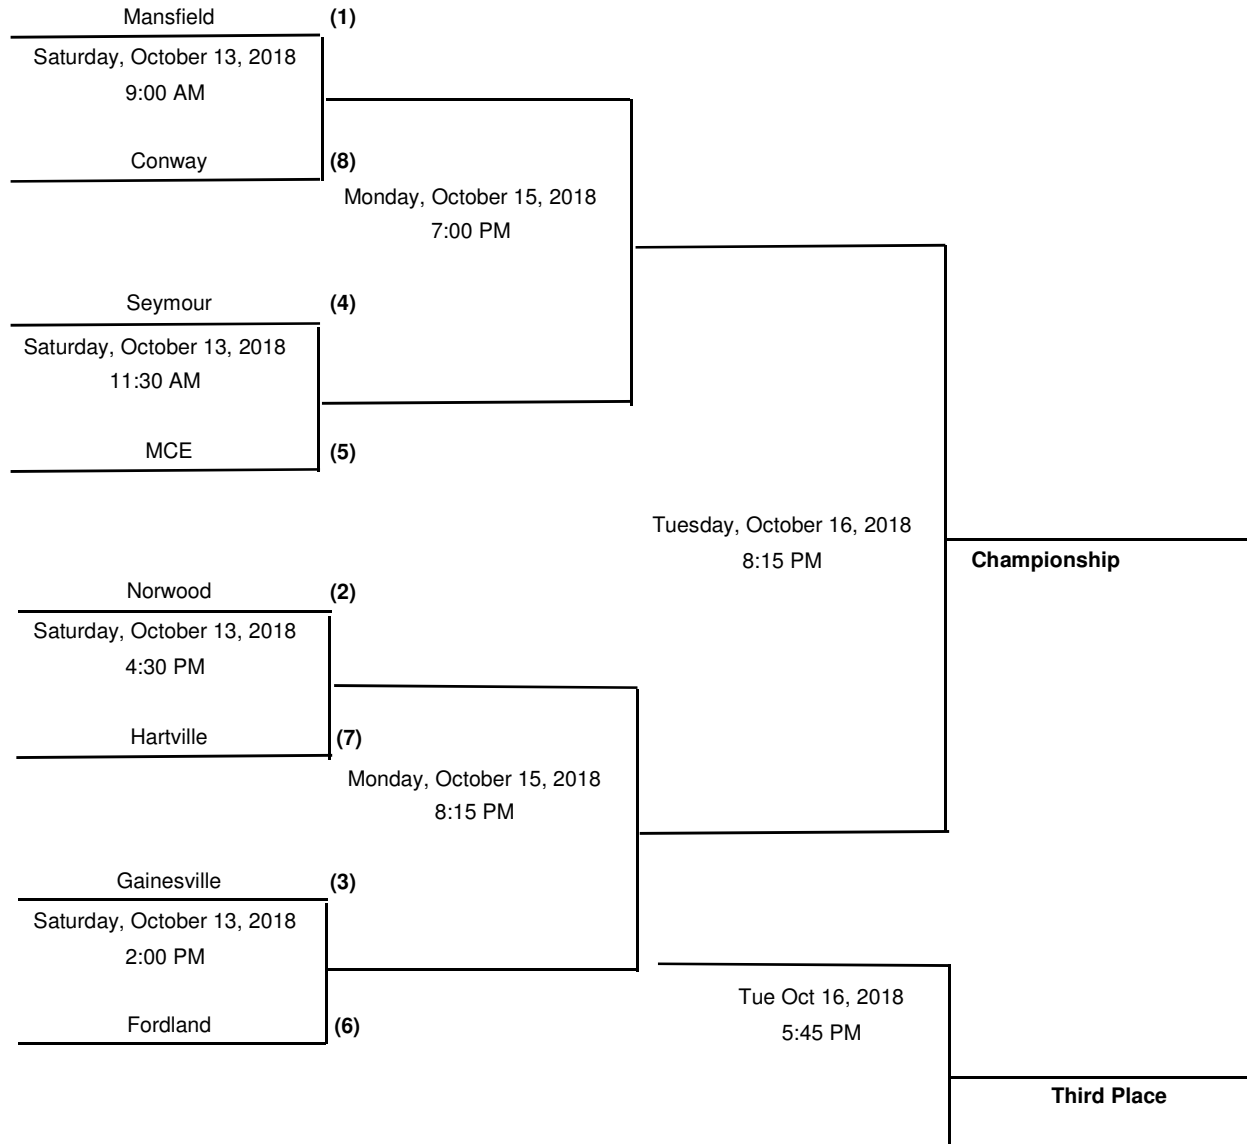 Mansfield (1)
Saturday, October 13, 2018
9:00 AM
Conway (8)
Monday, October 15, 2018
7:00 PM
Seymour (4)
Saturday, October 13, 2018
11:30 AM
MCE (5)
Tuesday, October 16, 2018
8:15 PM
Championship
Norwood (2)
Saturday, October 13, 2018
4:30 PM
Hartville (7)
Monday, October 15, 2018
8:15 PM
Gainesville (3)
Saturday, October 13, 2018
2:00 PM
Fordland (6)
Tue Oct 16, 2018
5:45 PM
Third Place